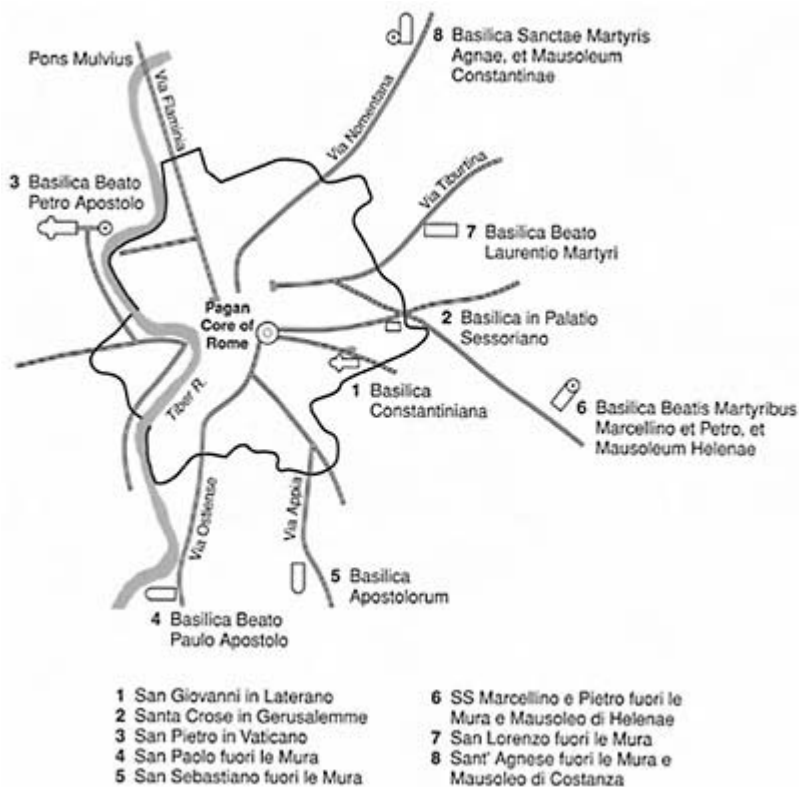 8 Basilica Sanctae Martyris
Agnae, et Mausoleum
Constantinae
Pons Mulvius
Via Flaminia
Via Nomentana
Via Tiburtina
3 Basilica Beato
Petro Apostolo
7 Basilica Beato
Laurentio Martyri
Pagan
Core of
Rome
2 Basilica in Palatio
Sessoriano
Tiber R.
1 Basilica
Constantiniana
6 Basilica Beatis Martyribus
Marcellino et Petro, et
Mausoleum Helenae
Via Ostiense
Via Appia
5 Basilica
Apostolorum
4 Basilica Beato
Paulo Apostolo
1 San Giovanni in Laterano
2 Santa Crose in Gerusalemme
3 San Pietro in Vaticano
4 San Paolo fuori le Mura
5 San Sebastiano fuori le Mura
6 SS Marcellino e Pietro fuori le
Mura e Mausoleo di Helenae
7 San Lorenzo fuori le Mura
8 Sant' Agnese fuori le Mura e
Mausoleo di Costanza